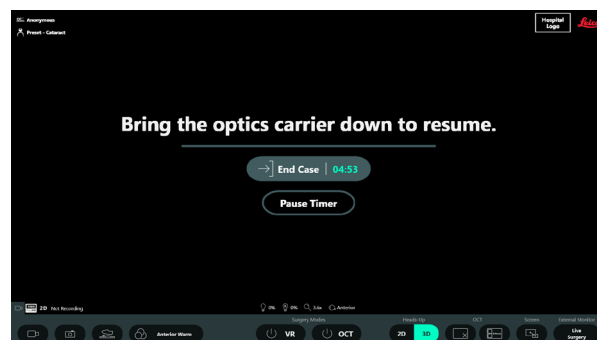 Anonymous
Preset - Cataract
Hospital
Logo
Leica
Bring the optics carrier down to resume.
End Case | 04:53
Pause Timer
2D Not Recording
0% 0% 3.6x Anterior
Surgery Modes
Heads-Up
OCT
Screen
External Monitor
Anterior Warm
VR
OCT
2D
3D
Live
Surgery